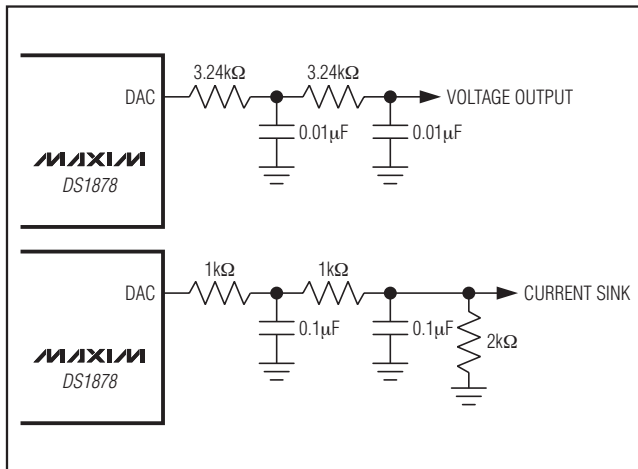 3.24kΩ 3.24kΩ
DAC VOLTAGE OUTPUT
0.01µF 0.01µF
MAXIM
DS1878
1kΩ 1kΩ
DAC CURRENT SINK
0.1µF 0.1µF
2kΩ
MAXIM
DS1878